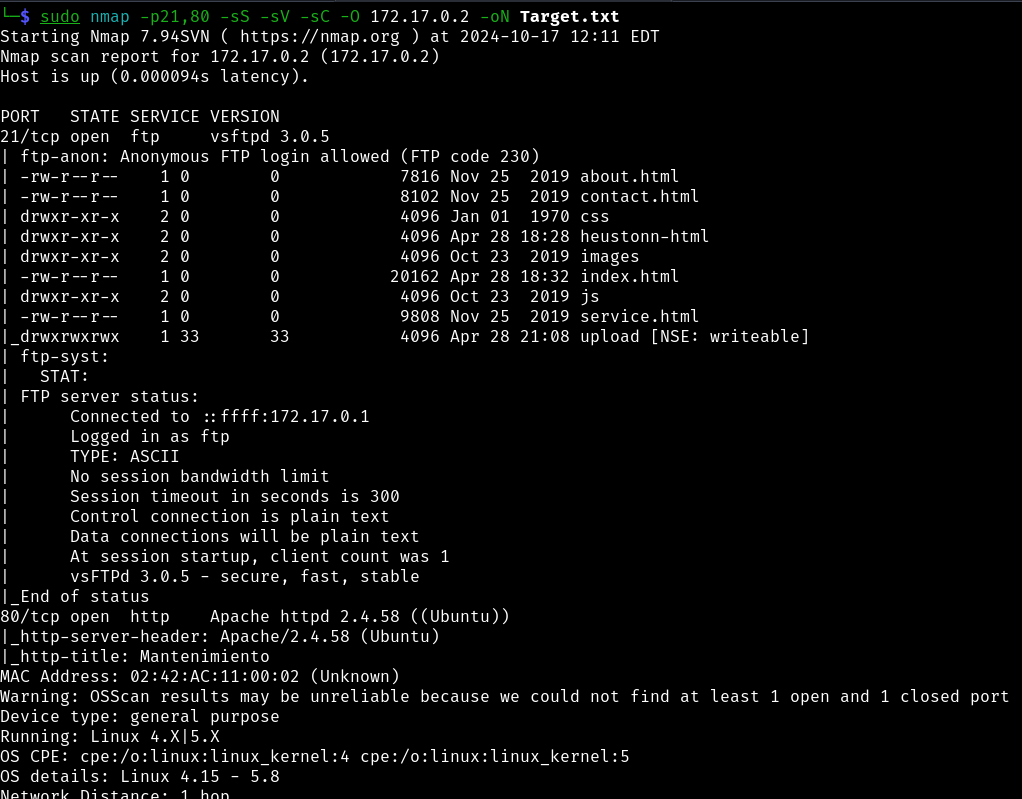 └─$ sudo nmap -p21,80 -sS -sV -sC -O 172.17.0.2 -oN Target.txt
Starting Nmap 7.94SVN ( https://nmap.org ) at 2024-10-17 12:11 EDT
Nmap scan report for 172.17.0.2 (172.17.0.2)
Host is up (0.000094s latency).

PORT   STATE SERVICE VERSION
21/tcp open  ftp     vsftpd 3.0.5
| ftp-anon: Anonymous FTP login allowed (FTP code 230)
| -rw-r--r--    1 0        0            7816 Nov 25  2019 about.html
| -rw-r--r--    1 0        0            8102 Nov 25  2019 contact.html
| drwxr-xr-x    2 0        0            4096 Jan 01  1970 css
| drwxr-xr-x    2 0        0            4096 Apr 28 18:28 heustonn-html
| drwxr-xr-x    2 0        0            4096 Oct 23  2019 images
| -rw-r--r--    1 0        0           20162 Apr 28 18:32 index.html
| drwxr-xr-x    2 0        0            4096 Oct 23  2019 js
| -rw-r--r--    1 0        0            9808 Nov 25  2019 service.html
|_drwxrwxrwx    1 33       33           4096 Apr 28 21:08 upload [NSE: writeable]
| ftp-syst:
|   STAT:
| FTP server status:
|      Connected to ::ffff:172.17.0.1
|      Logged in as ftp
|      TYPE: ASCII
|      No session bandwidth limit
|      Session timeout in seconds is 300
|      Control connection is plain text
|      Data connections will be plain text
|      At session startup, client count was 1
|      vsFTPd 3.0.5 - secure, fast, stable
|_End of status
80/tcp open  http    Apache httpd 2.4.58 ((Ubuntu))
|_http-server-header: Apache/2.4.58 (Ubuntu)
|_http-title: Mantenimiento
MAC Address: 02:42:AC:11:00:02 (Unknown)
Warning: OSScan results may be unreliable because we could not find at least 1 open and 1 closed port
Device type: general purpose
Running: Linux 4.X|5.X
OS CPE: cpe:/o:linux:linux_kernel:4 cpe:/o:linux:linux_kernel:5
OS details: Linux 4.15 - 5.8
Network Distance: 1 hop